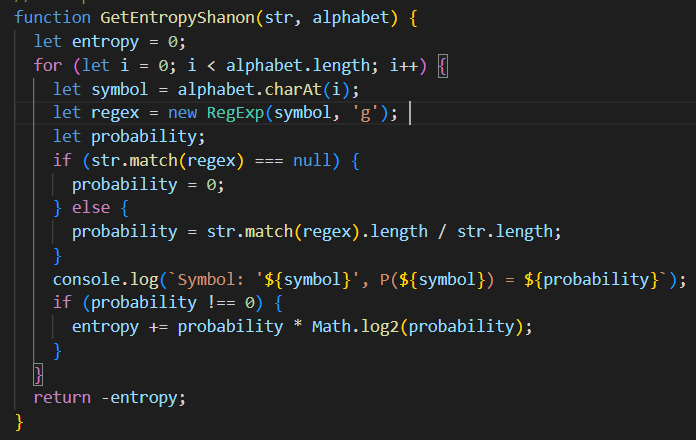 function GetEntropyShanon(str, alphabet) {
  let entropy = 0;
  for (let i = 0; i < alphabet.length; i++) {
    let symbol = alphabet.charAt(i);
    let regex = new RegExp(symbol, 'g');
    let probability;
    if (str.match(regex) === null) {
      probability = 0;
    } else {
      probability = str.match(regex).length / str.length;
    }
    console.log(`Symbol: '${symbol}', P(${symbol}) = ${probability}`);
    if (probability !== 0) {
      entropy += probability * Math.log2(probability);
    }
  }
  return -entropy;
}